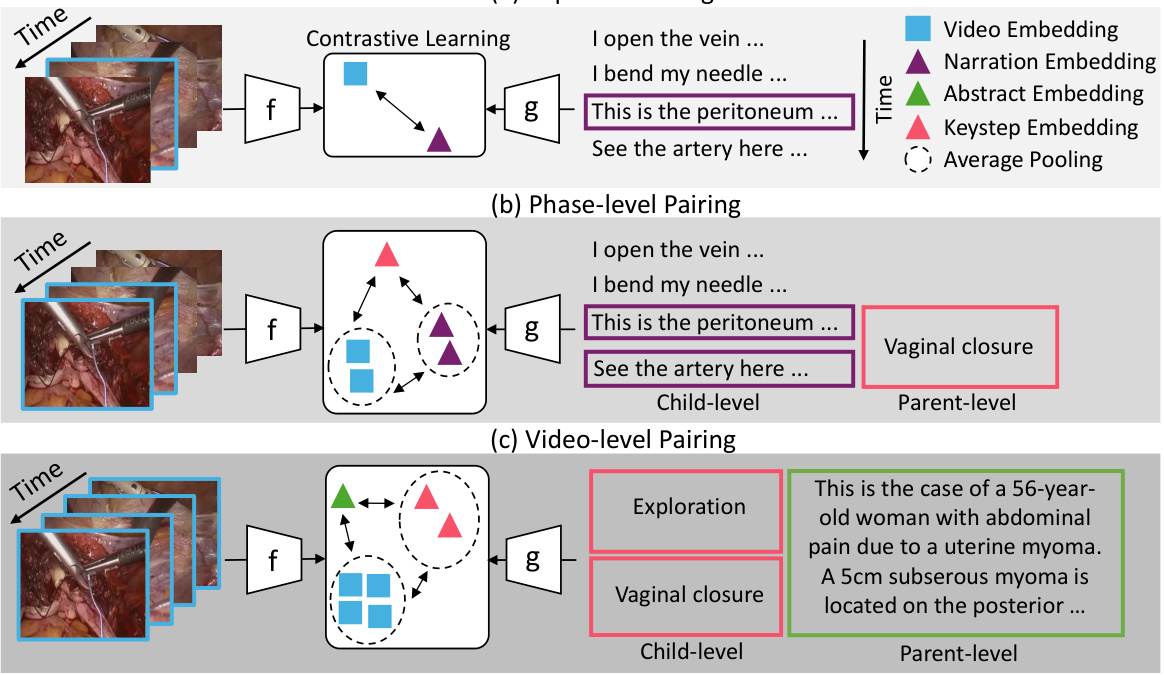 Time
Contrastive Learning
f
g
I open the vein ...
I bend my needle ...
This is the peritoneum ...
See the artery here ...
Time
Video Embedding
Narration Embedding
Abstract Embedding
Keystep Embedding
Average Pooling
(b) Phase-level Pairing
Time
f
g
I open the vein ...
I bend my needle ...
This is the peritoneum ...
See the artery here ...
Child-level
Vaginal closure
Parent-level
(c) Video-level Pairing
Time
f
g
Exploration
Vaginal closure
Child-level
This is the case of a 56-year-
old woman with abdominal
pain due to a uterine myoma.
A 5cm subserous myoma is
located on the posterior ...
Parent-level